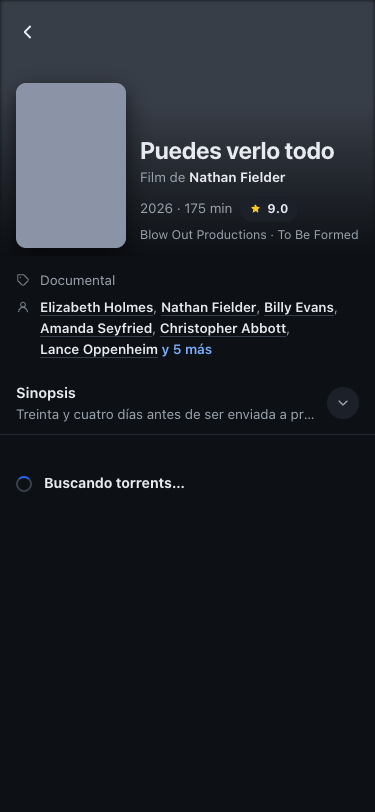 Puedes verlo todo
Film de Nathan Fielder
2026 · 175 min ★ 9.0
Blow Out Productions · To Be Formed
Documental
Elizabeth Holmes, Nathan Fielder, Billy Evans,
Amanda Seyfried, Christopher Abbott,
Lance Oppenheim y 5 más
Sinopsis
Treinta y cuatro días antes de ser enviada a pr...
Buscando torrents...